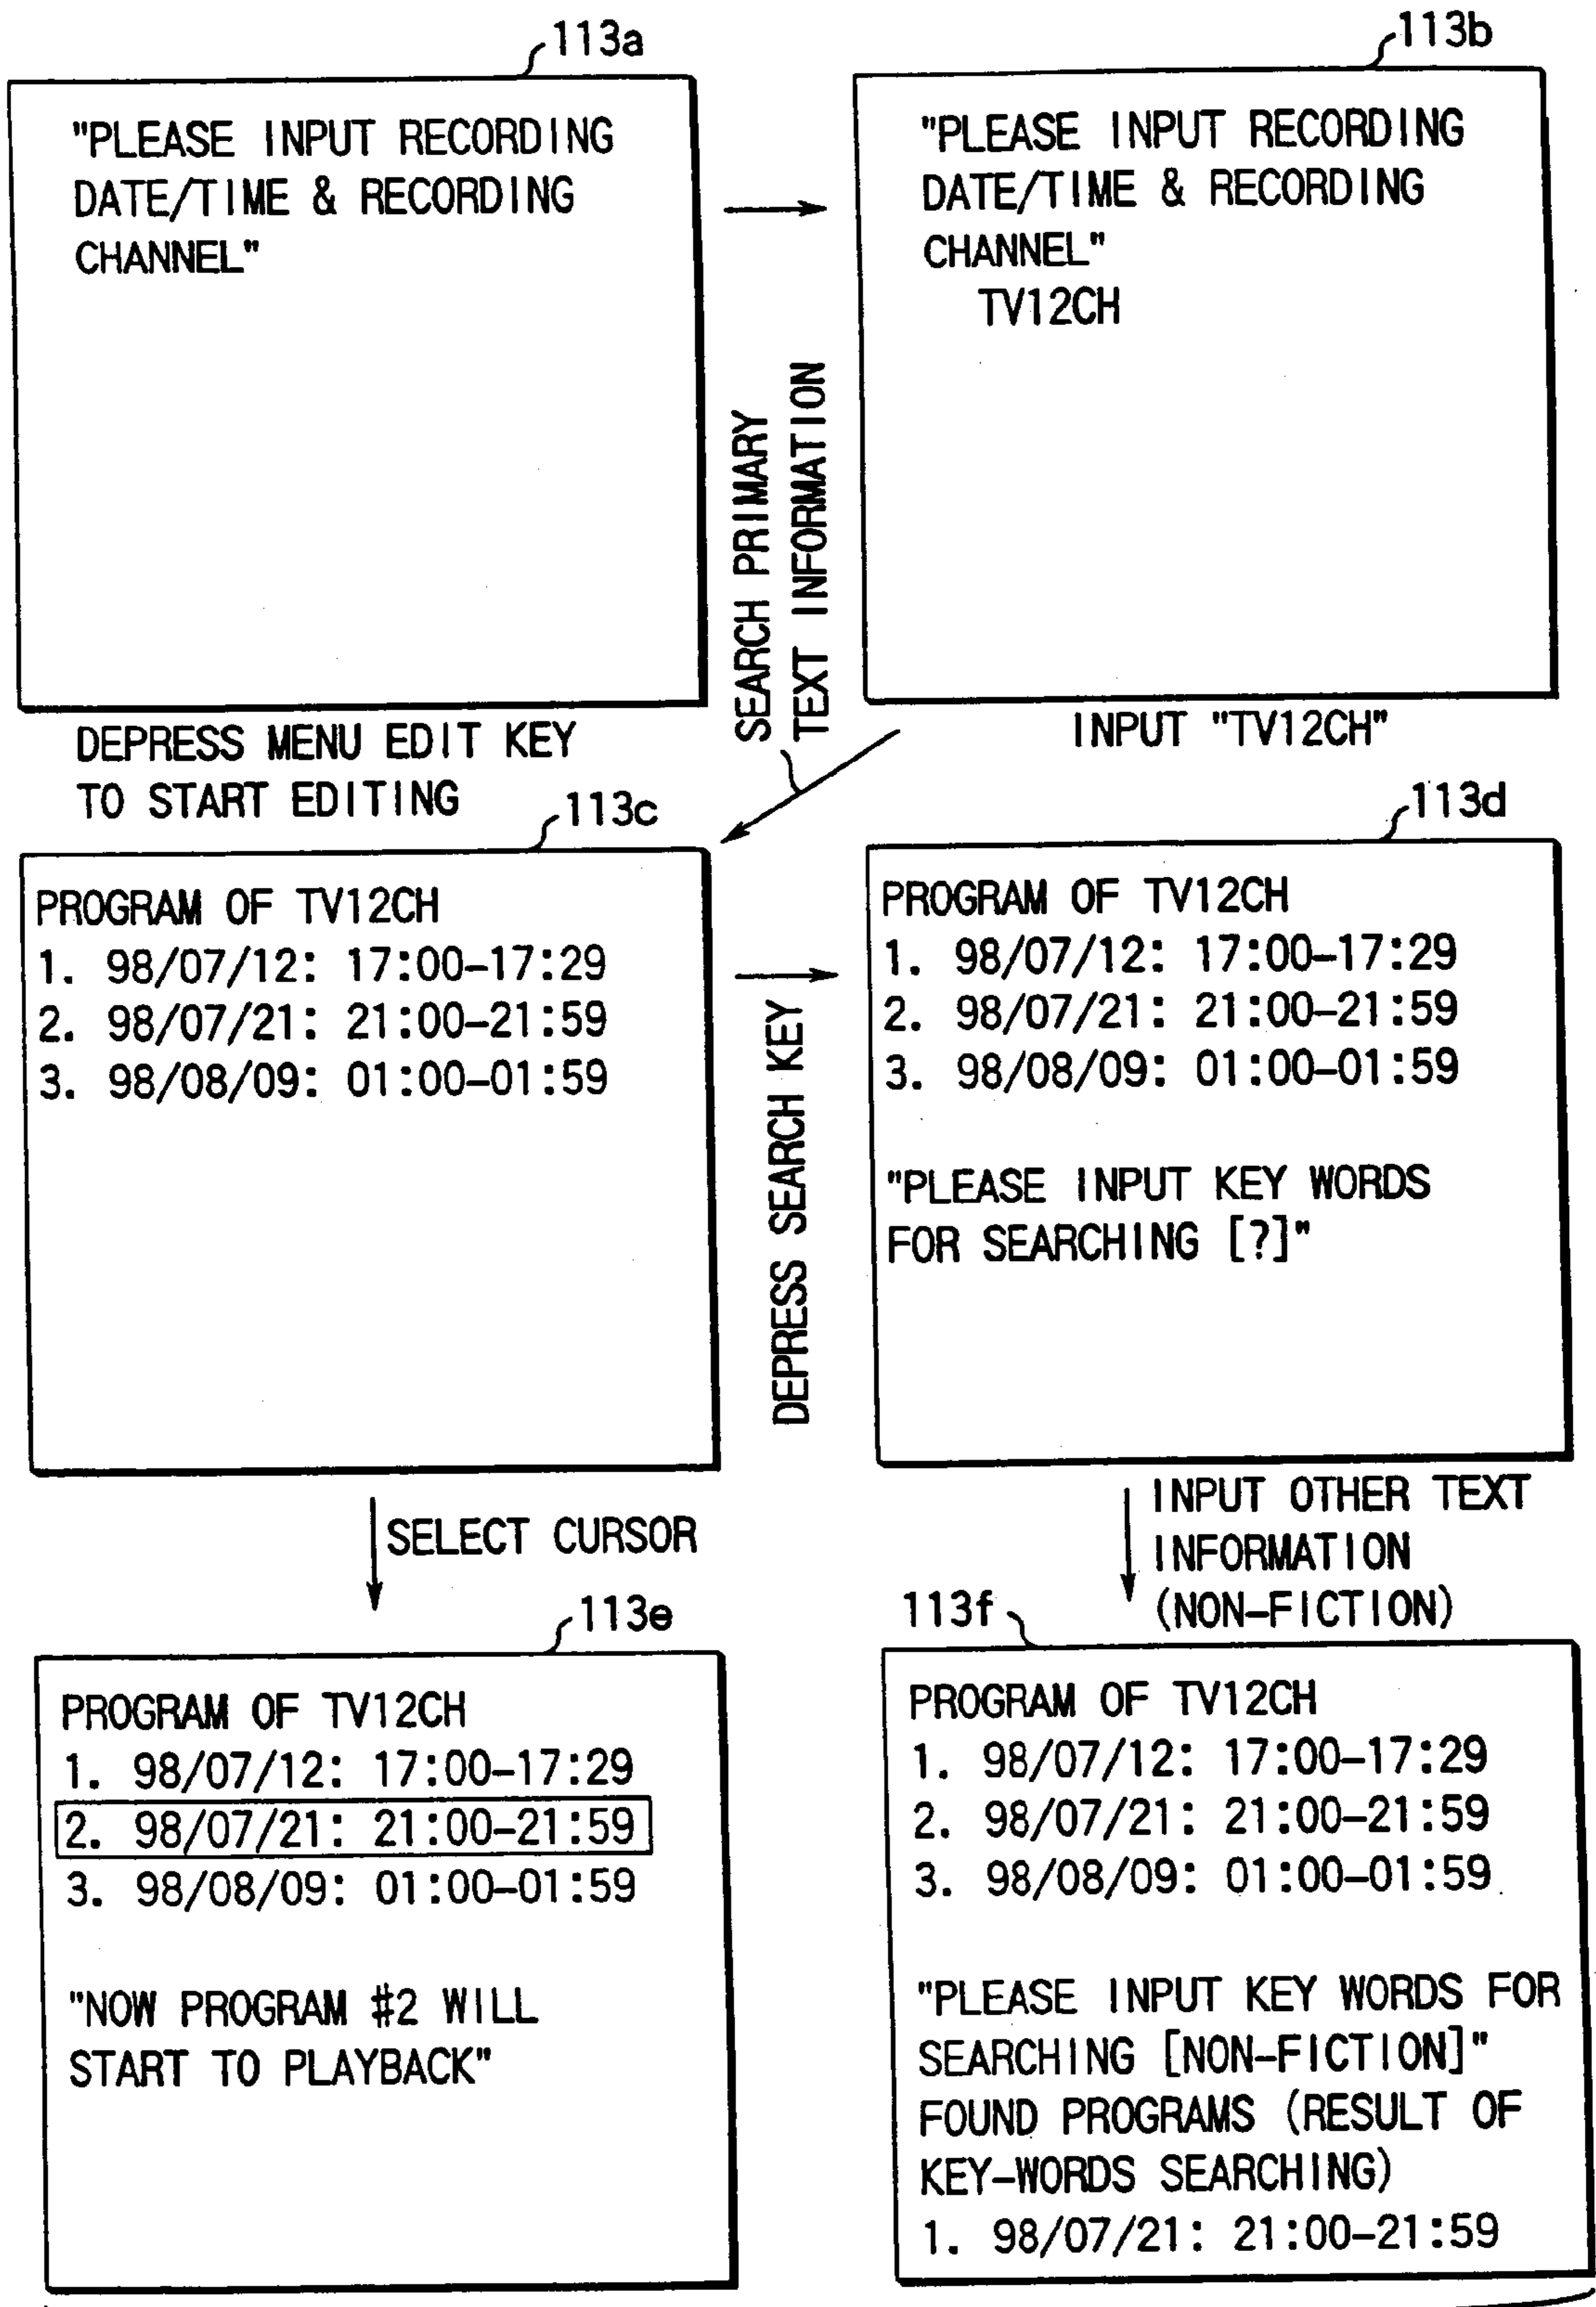 113a
"PLEASE INPUT RECORDING
DATE/TIME & RECORDING
CHANNEL"
DEPRESS MENU EDIT KEY
TO START EDITING
113b
"PLEASE INPUT RECORDING
DATE/TIME & RECORDING
CHANNEL"
TV12CH
INPUT "TV12CH"
SEARCH PRIMARY
TEXT INFORMATION
113c
PROGRAM OF TV12CH
1. 98/07/12: 17:00-17:29
2. 98/07/21: 21:00-21:59
3. 98/08/09: 01:00-01:59
DEPRESS SEARCH KEY
113d
PROGRAM OF TV12CH
1. 98/07/12: 17:00-17:29
2. 98/07/21: 21:00-21:59
3. 98/08/09: 01:00-01:59
"PLEASE INPUT KEY WORDS
FOR SEARCHING [?]"
SELECT CURSOR
INPUT OTHER TEXT
INFORMATION
(NON-FICTION)
113e
PROGRAM OF TV12CH
1. 98/07/12: 17:00-17:29
2. 98/07/21: 21:00-21:59
3. 98/08/09: 01:00-01:59
"NOW PROGRAM #2 WILL
START TO PLAYBACK"
113f
PROGRAM OF TV12CH
1. 98/07/12: 17:00-17:29
2. 98/07/21: 21:00-21:59
3. 98/08/09: 01:00-01:59
"PLEASE INPUT KEY WORDS FOR
SEARCHING [NON-FICTION]"
FOUND PROGRAMS (RESULT OF
KEY-WORDS SEARCHING)
1. 98/07/21: 21:00-21:59